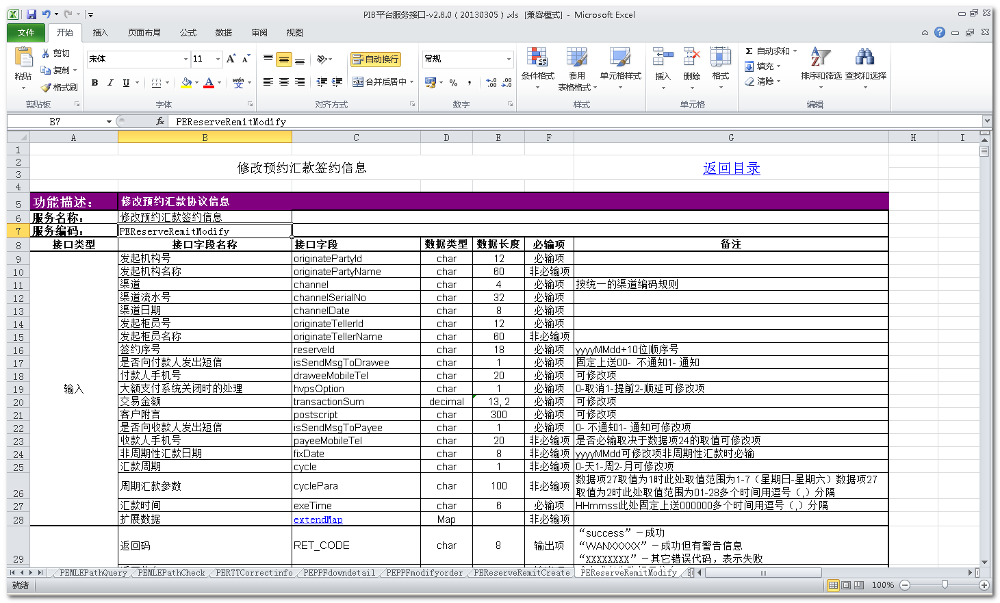 PIB平台服务接口-v2.8.0（20130305）.xls [兼容模式] - Microsoft Excel
文件 开始 插入 页面布局 公式 数据 审阅 视图
粘贴 剪切 复制 格式刷 剪贴板
宋体 11 B I U 字体
自动换行 合并后居中 对齐方式
常规 % , 数字
条件格式 套用表格格式 单元格样式 样式
插入 删除 格式 单元格
Σ 自动求和 填充 清除 排序和筛选 查找和选择 编辑
B7 fx PEReserveRemitModify
A B C D E F G H I
1
2
3 修改预约汇款签约信息 返回目录
4
5 功能描述： 修改预约汇款协议信息
6 服务名称： 修改预约汇款签约信息
7 服务编码： PEReserveRemitModify
8 接口类型 接口字段名称 接口字段 数据类型 数据长度 必输项 备注
9 发起机构号 originatePartyId char 12 必输项
10 发起机构名称 originatePartyName char 60 非必输项
11 渠道 channel char 4 必输项 按统一的渠道编码规则
12 渠道流水号 channelSerialNo char 32 必输项
13 渠道日期 channelDate char 8 必输项
14 发起柜员号 originateTellerId char 12 必输项
15 发起柜员名称 originateTellerName char 60 非必输项
16 签约序号 reserveId char 18 必输项 yyyyMMdd+10位顺序号
17 是否向付款人发出短信 isSendMsgToDrawee char 1 必输项 固定上送00- 不通知1- 通知
18 付款人手机号 draweeMobileTel char 20 必输项 可修改项
19 输入 大额支付系统关闭时的处理 hvpsOption char 1 必输项 0-取消1-提前2-顺延可修改项
20 交易金额 transactionSum decimal 13,2 必输项 可修改项
21 客户附言 postscript char 300 必输项 可修改项
22 是否向收款人发出短信 isSendMsgToPayee char 1 必输项 0- 不通知1- 通知可修改项
23 收款人手机号 payeeMobileTel char 20 非必输项 是否必输取决于数据项24的取值可修改项
24 非周期性汇款日期 fixDate char 8 非必输项 yyyyMMdd可修改项非周期性汇款时必输
25 汇款周期 cycle char 1 非必输项 0-天1-周2-月可修改项
26 周期汇款参数 cyclePara char 100 非必输项 数据项27取值为1时此处取值范围为1-7（星期日-星期六）数据项27
取值为2时此处取值范围为01-28多个时间用逗号（,）分隔
27 汇款时间 exeTime char 6 必输项 HHmmss此处固定上送000000多个时间用逗号（,）分隔
28 扩展数据 extendMap Map 非必输项
29 返回码 RET_CODE char 8 输出项 “success”－成功
“WANXXXXX”－成功但有警告信息
“XXXXXXXX”－其它错误代码，表示失败
PEMLEPathQuery PEMLEPathCheck PERTTCorrectinfo PEPPFdowndetail PEPPFmodifyorder PEReserveRemitCreate PEReserveRemitModify
就绪 100%